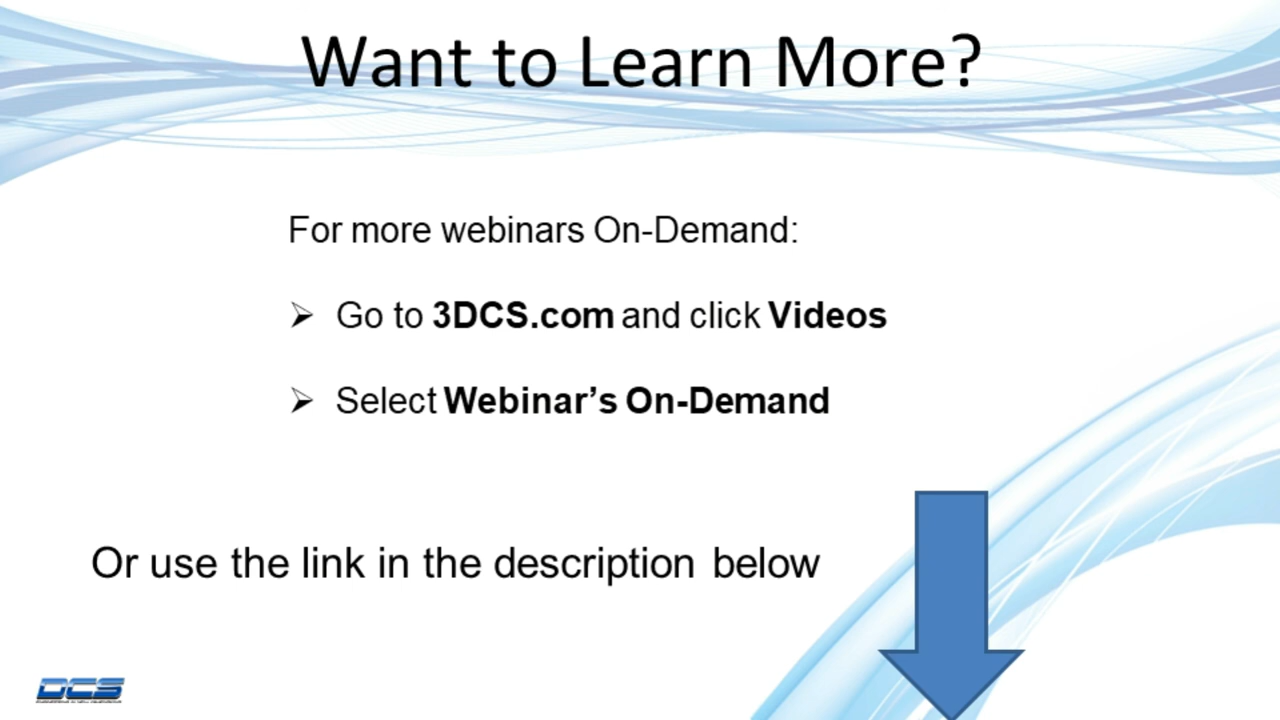 Want to Learn More?
For more webinars On-Demand:
Go to 3DCS.com and click Videos
Select Webinar’s On-Demand
Or use the link in the description below
DCS